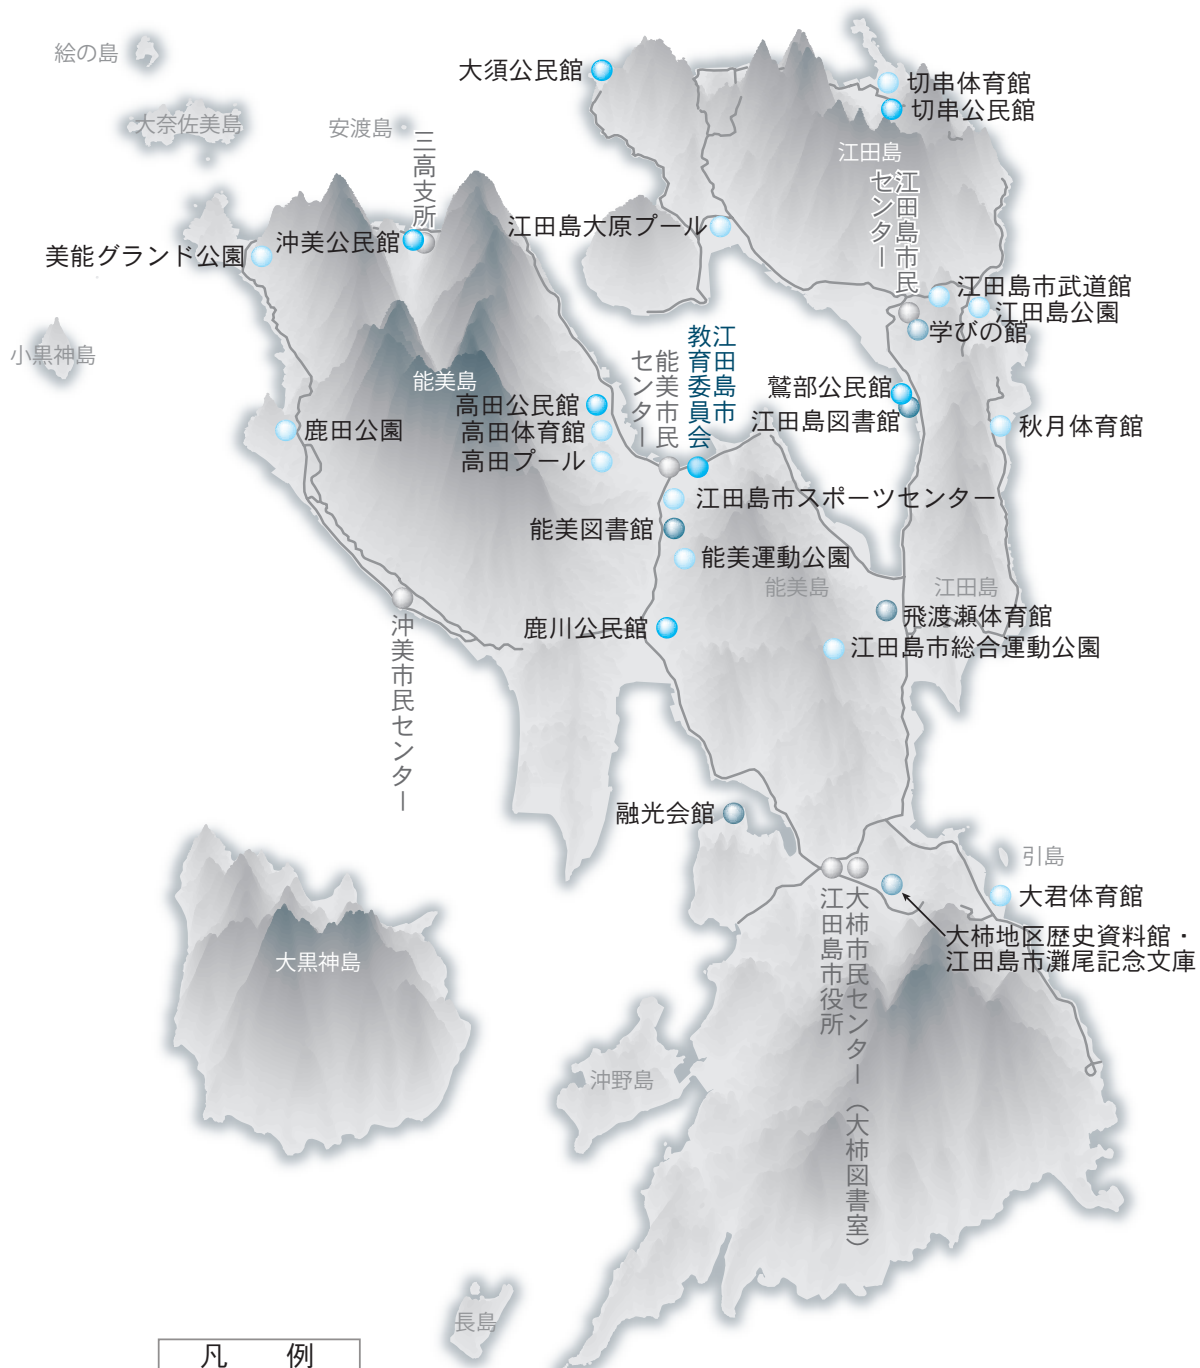 絵の島
大須公民館
切串体育館
切串公民館
大奈佐美島
安渡島
三高支所
江田島
江田島市民
センター
美能グランド公園
沖美公民館
江田島大原プール
江田島市武道館
江田島公園
学びの館
小黒神島
能美島
能美市民
センター
江田島市
教育委員会
鷲部公民館
江田島図書館
高田公民館
高田体育館
高田プール
鹿田公園
秋月体育館
江田島市スポーツセンター
能美図書館
能美運動公園
能美島
江田島
飛渡瀬体育館
鹿川公民館
江田島市総合運動公園
沖美市民センター
融光会館
引島
大君体育館
大柿地区歴史資料館・
江田島市灘尾記念文庫
大柿市民センター（大柿図書室）
江田島市役所
大黒神島
沖野島
長島
凡　例